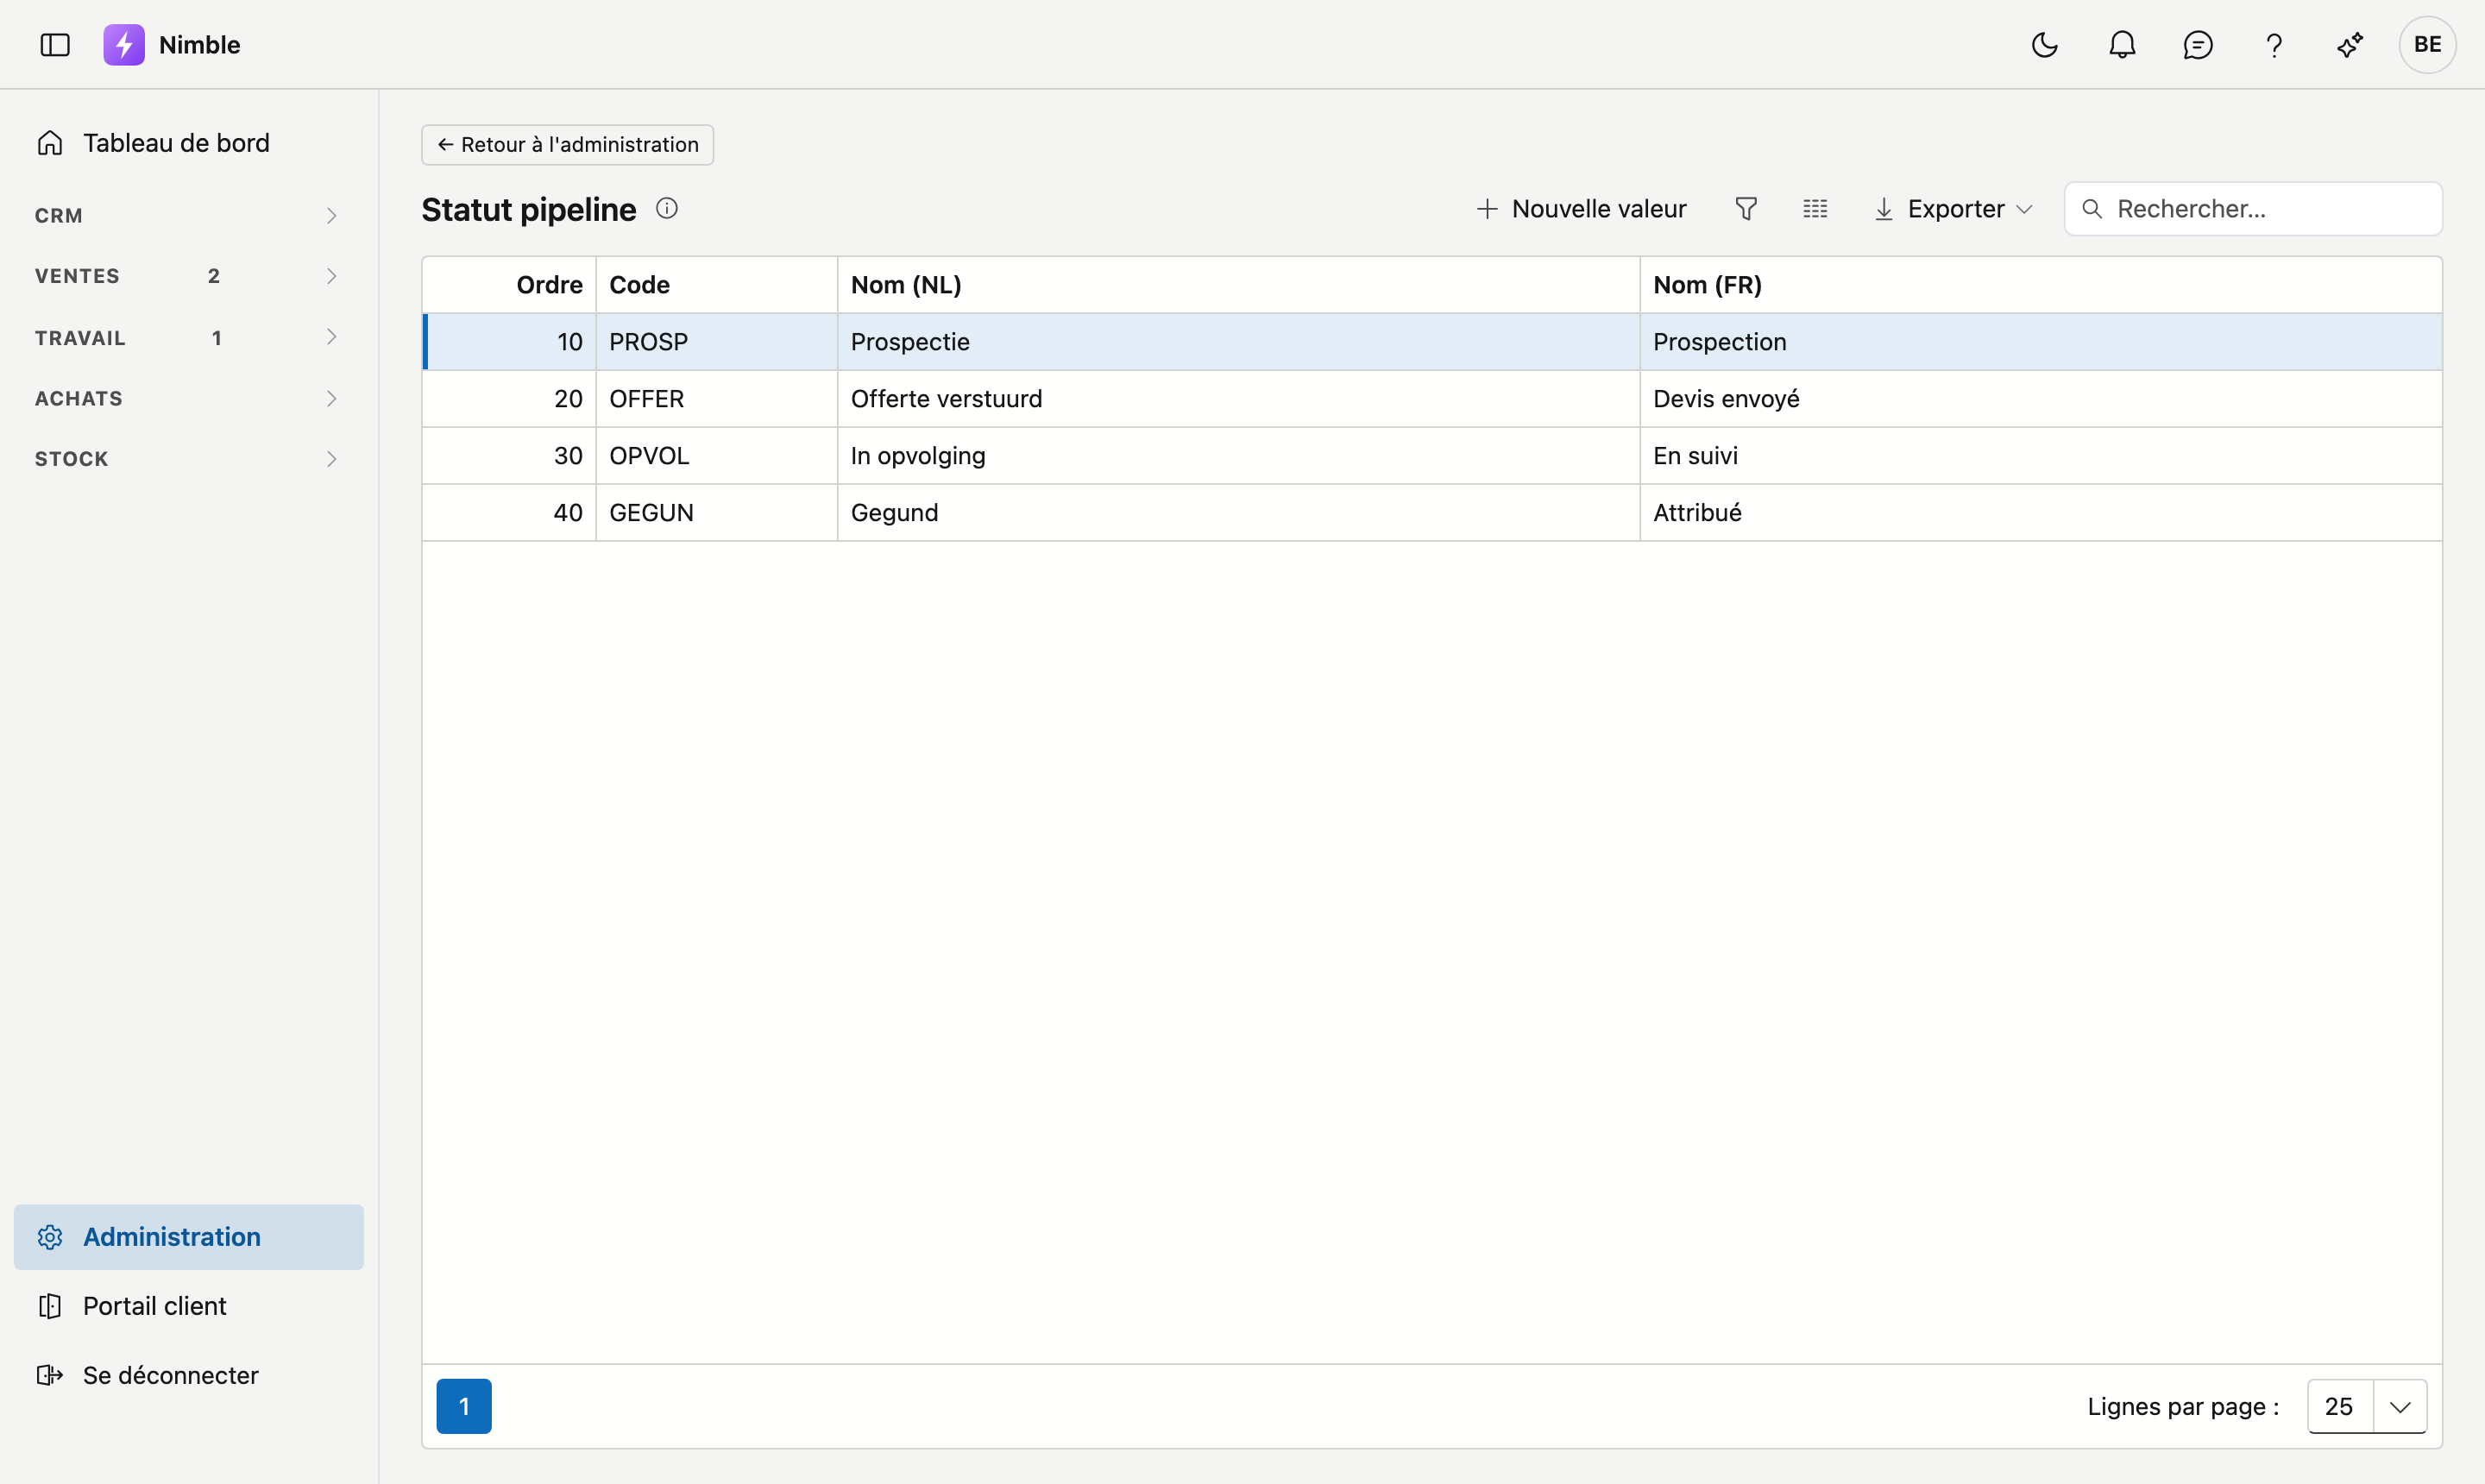 Nimble
BE
Tableau de bord
CRM
VENTES 2
TRAVAIL 1
ACHATS
STOCK
Administration
Portail client
Se déconnecter
← Retour à l'administration
Statut pipeline
Nouvelle valeur
Exporter
Rechercher...
Ordre Code Nom (NL) Nom (FR)
10 PROSP Prospectie Prospection
20 OFFER Offerte verstuurd Devis envoyé
30 OPVOL In opvolging En suivi
40 GEGUN Gegund Attribué
1
Lignes par page : 25